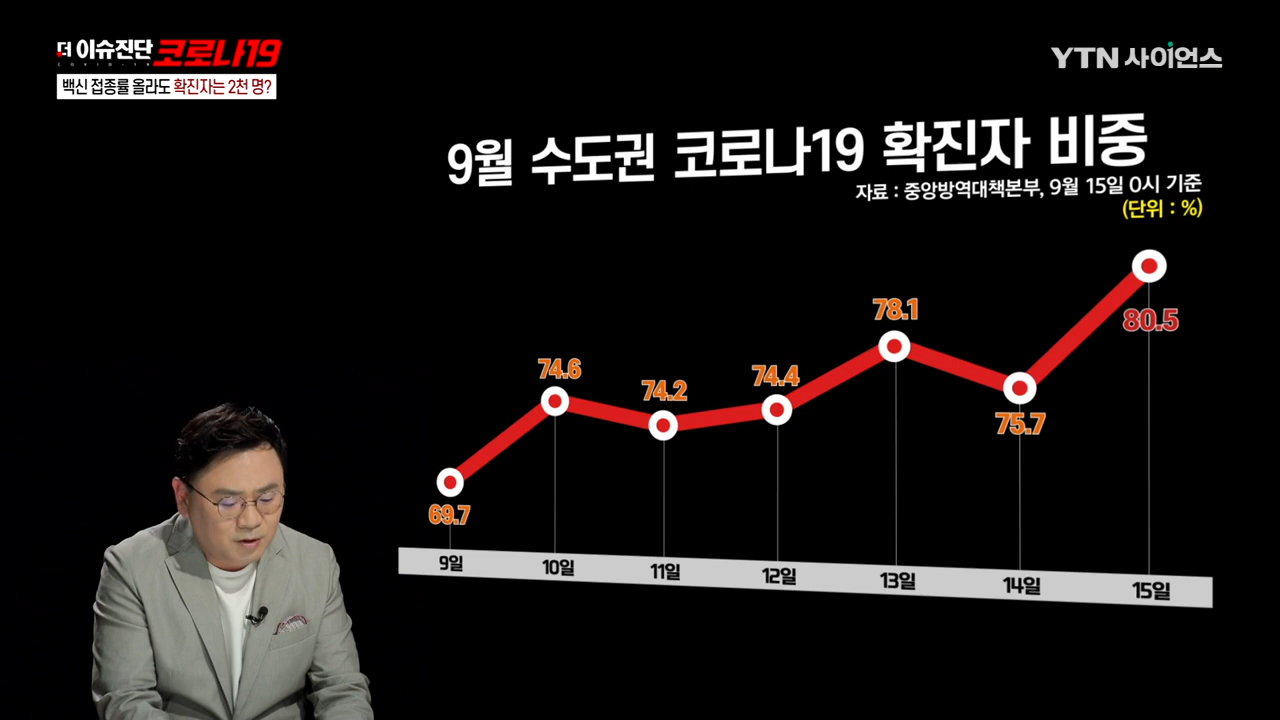 더 이슈진단 코로나19
COVID-19
백신 접종률 올라도 확진자는 2천 명?
YTN 사이언스
9월 수도권 코로나19 확진자 비중
자료 : 중앙방역대책본부, 9월 15일 0시 기준
(단위 : %)
69.7
74.6
74.2
74.4
78.1
75.7
80.5
9일
10일
11일
12일
13일
14일
15일